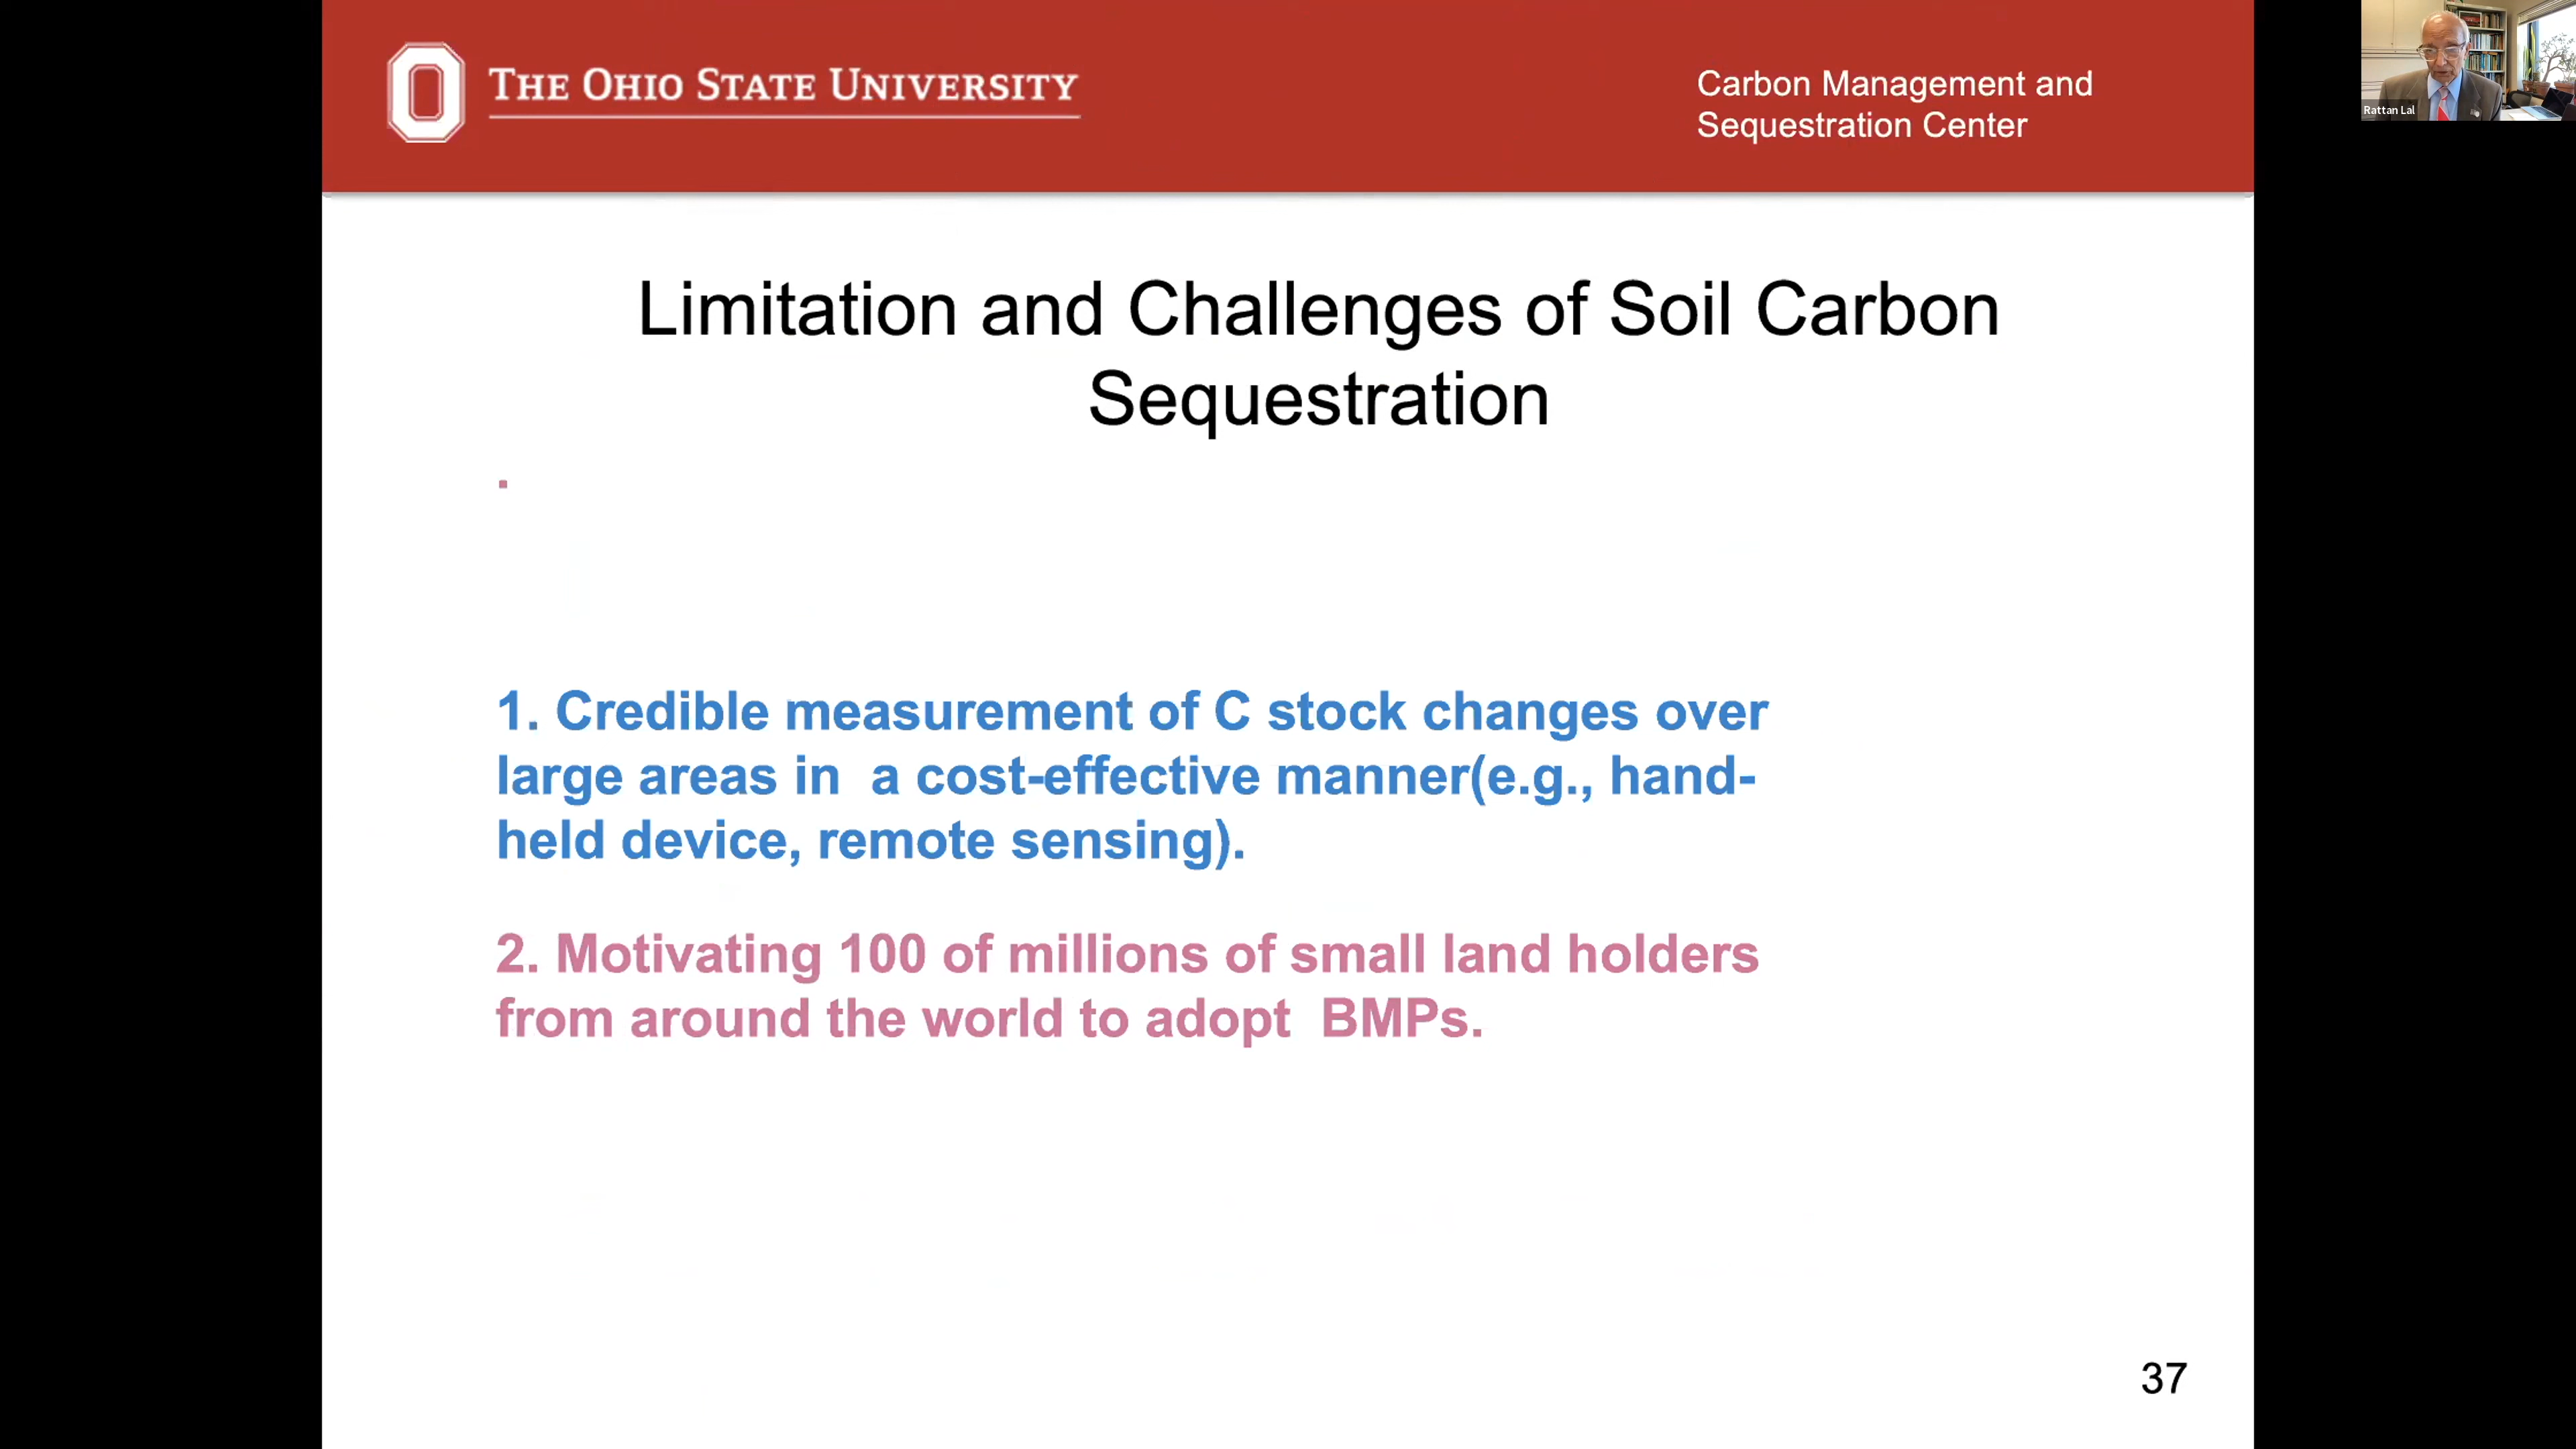 THE OHIO STATE UNIVERSITY
Carbon Management and
Sequestration Center
Rattan Lal
Limitation and Challenges of Soil Carbon
Sequestration
1. Credible measurement of C stock changes over
large areas in  a cost-effective manner(e.g., hand-
held device, remote sensing).
2. Motivating 100 of millions of small land holders
from around the world to adopt  BMPs.
37